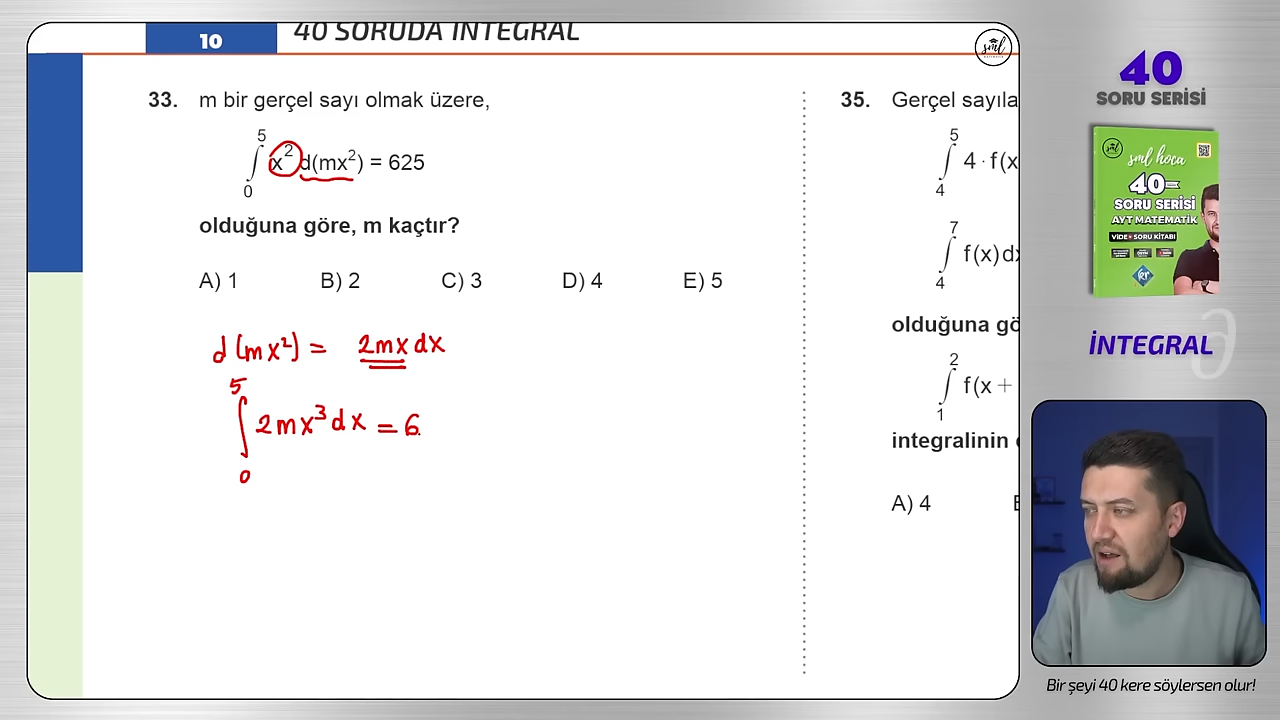 10
40 SORUDA İNTEGRAL
sml
33. m bir gerçel sayı olmak üzere,
5
∫ x² d(mx²) = 625
0
olduğuna göre, m kaçtır?
A) 1 B) 2 C) 3 D) 4 E) 5
d(mx²) = 2mx dx
5
∫ 2mx³dx = 6
0
35. Gerçel sayıla
5
∫ 4·f(x
4
7
∫ f(x)dx
4
olduğuna gö
2
∫ f(x +
1
integralinin
A) 4
40
SORU SERİSİ
sml hoca
40
SORU SERİSİ
AYT MATEMATİK
VİDEO SORU KİTABI
İNTEGRAL
Bir şeyi 40 kere söylersen olur!